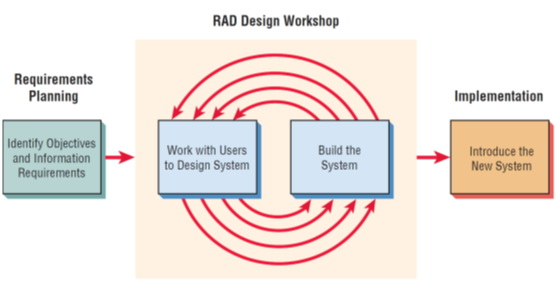 RAD Design Workshop
Requirements
Planning
Implementation
Identify Objectives
and Information
Requirements
Work with Users
to Design System
Build the
System
Introduce the
New System